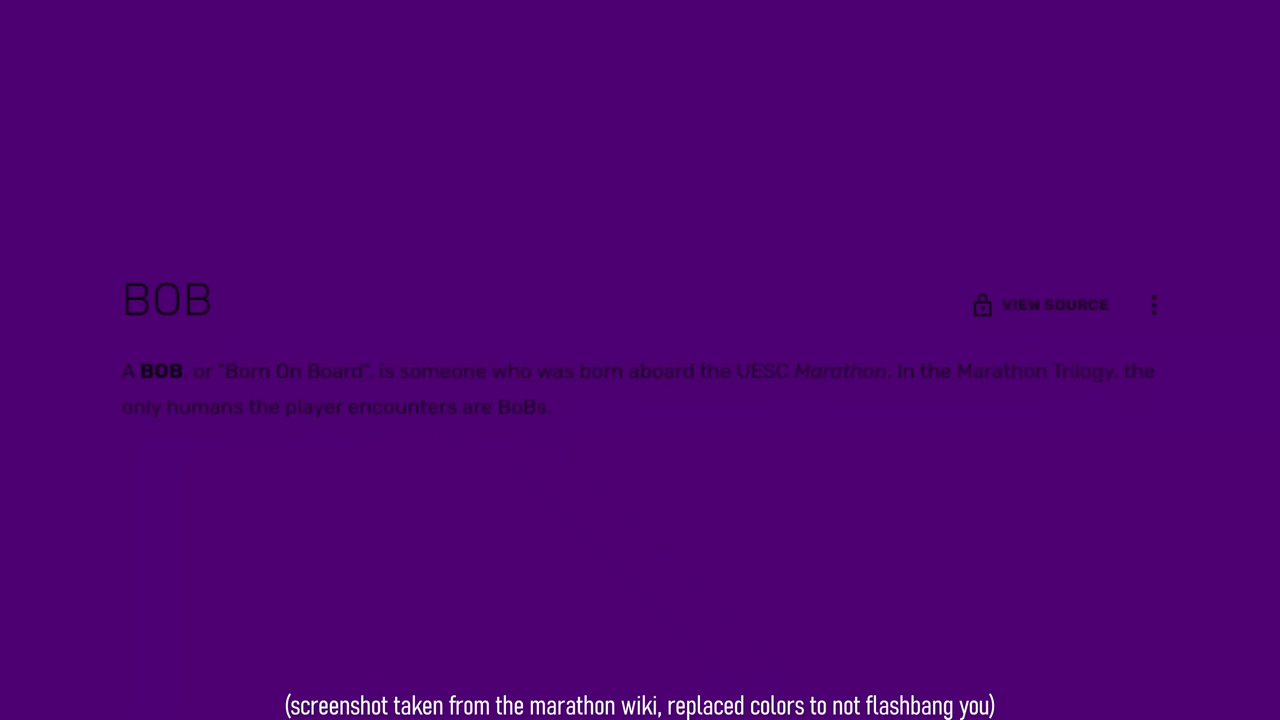 BOB
VIEW SOURCE
A BOB, or "Born On Board", is someone who was born aboard the UESC Marathon. In the Marathon Trilogy, the
only humans the player encounters are BoBs.
(screenshot taken from the marathon wiki, replaced colors to not flashbang you)